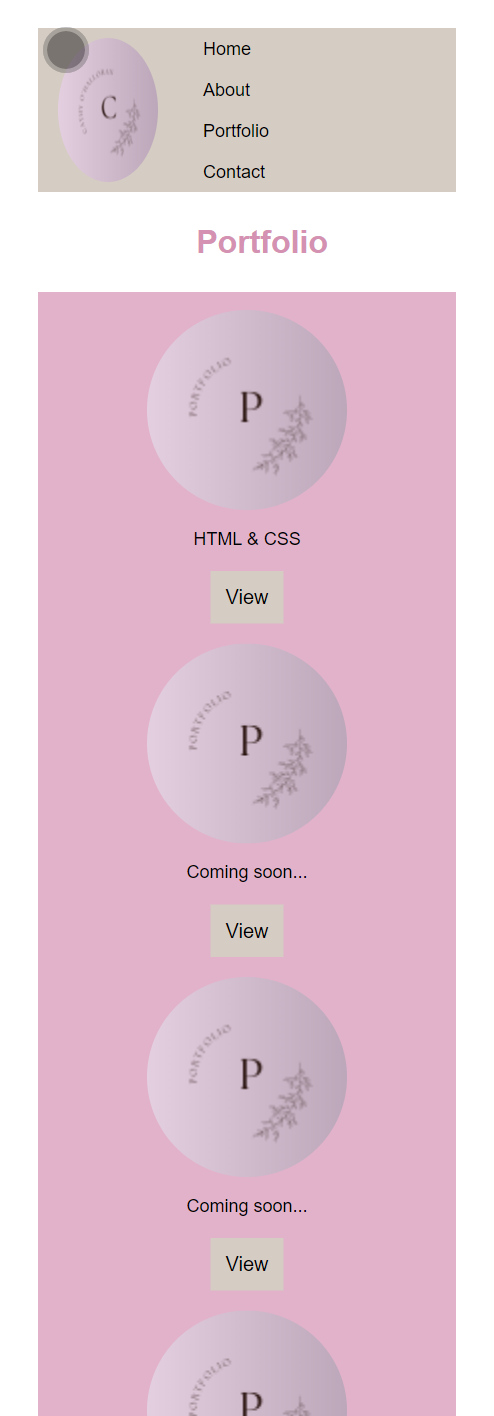 C
Home
About
Portfolio
Contact
Portfolio
PORTFOLIO
P
HTML & CSS
View
PORTFOLIO
P
Coming soon...
View
PORTFOLIO
P
Coming soon...
View
PORTFOLIO
P